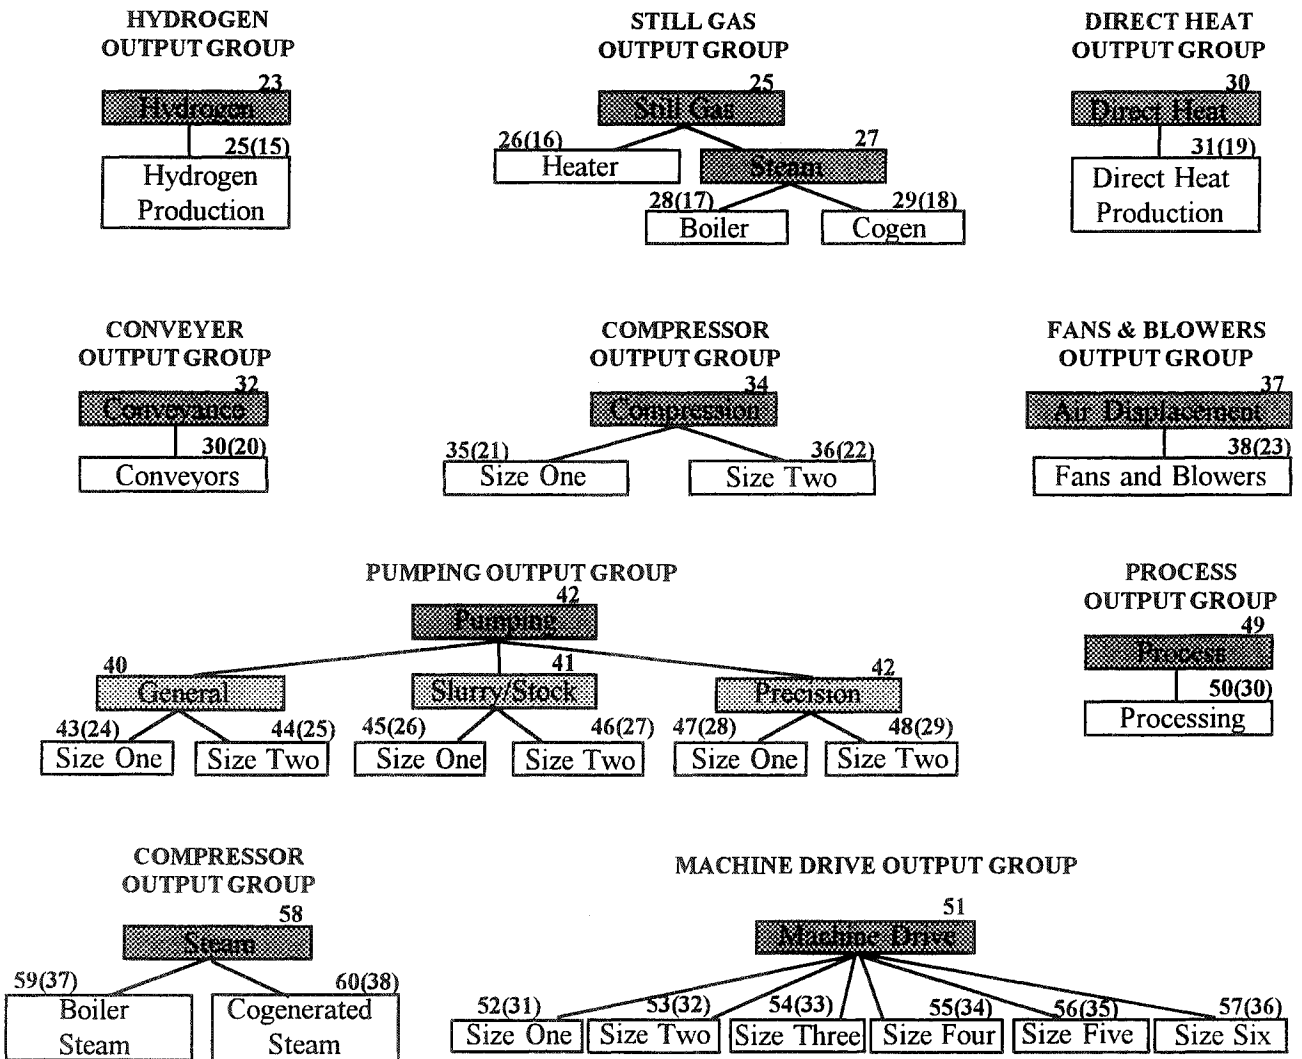 HYDROGEN
OUTPUT GROUP
23
Hydrogen
25(15)
Hydrogen
Production
STILL GAS
OUTPUT GROUP
25
Still Gas
26(16)
Heater
27
Steam
28(17)
Boiler
29(18)
Cogen
DIRECT HEAT
OUTPUT GROUP
30
Direct Heat
31(19)
Direct Heat
Production
CONVEYER
OUTPUT GROUP
32
Conveyance
30(20)
Conveyors
COMPRESSOR
OUTPUT GROUP
34
Compression
35(21)
Size One
36(22)
Size Two
FANS & BLOWERS
OUTPUT GROUP
37
Air Displacement
38(23)
Fans and Blowers
PUMPING OUTPUT GROUP
42
Pumping
40
General
41
Slurry/Stock
42
Precision
43(24)
Size One
44(25)
Size Two
45(26)
Size One
46(27)
Size Two
47(28)
Size One
48(29)
Size Two
PROCESS
OUTPUT GROUP
49
Process
50(30)
Processing
COMPRESSOR
OUTPUT GROUP
58
Steam
59(37)
Boiler
Steam
60(38)
Cogenerated
Steam
MACHINE DRIVE OUTPUT GROUP
51
Machine Drive
52(31)
Size One
53(32)
Size Two
54(33)
Size Three
55(34)
Size Four
56(35)
Size Five
57(36)
Size Six